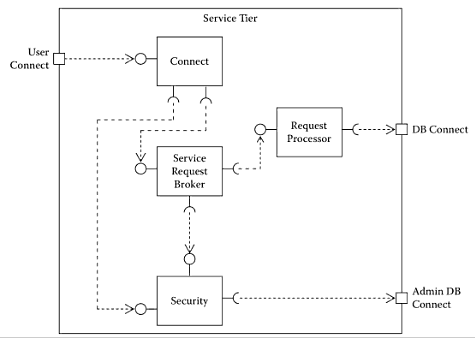 Service Tier
User
Connect
Connect
Request
Processor
DB Connect
Service
Request
Broker
Security
Admin DB
Connect